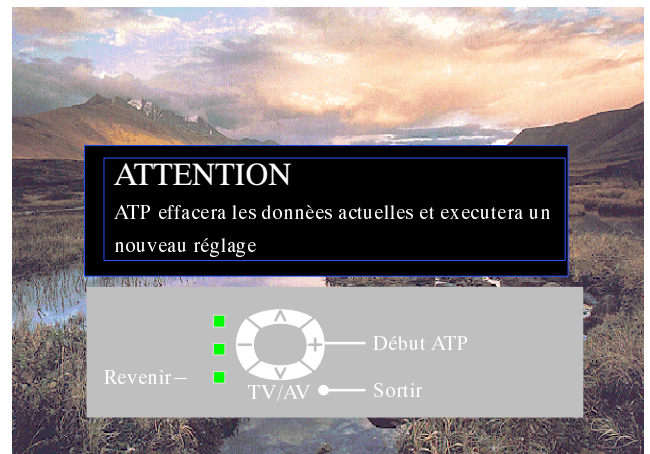 ATTENTION
ATP effacera les donnèes actuelles et executera un
nouveau réglage
Début ATP
Revenir–
TV/AV
Sortir